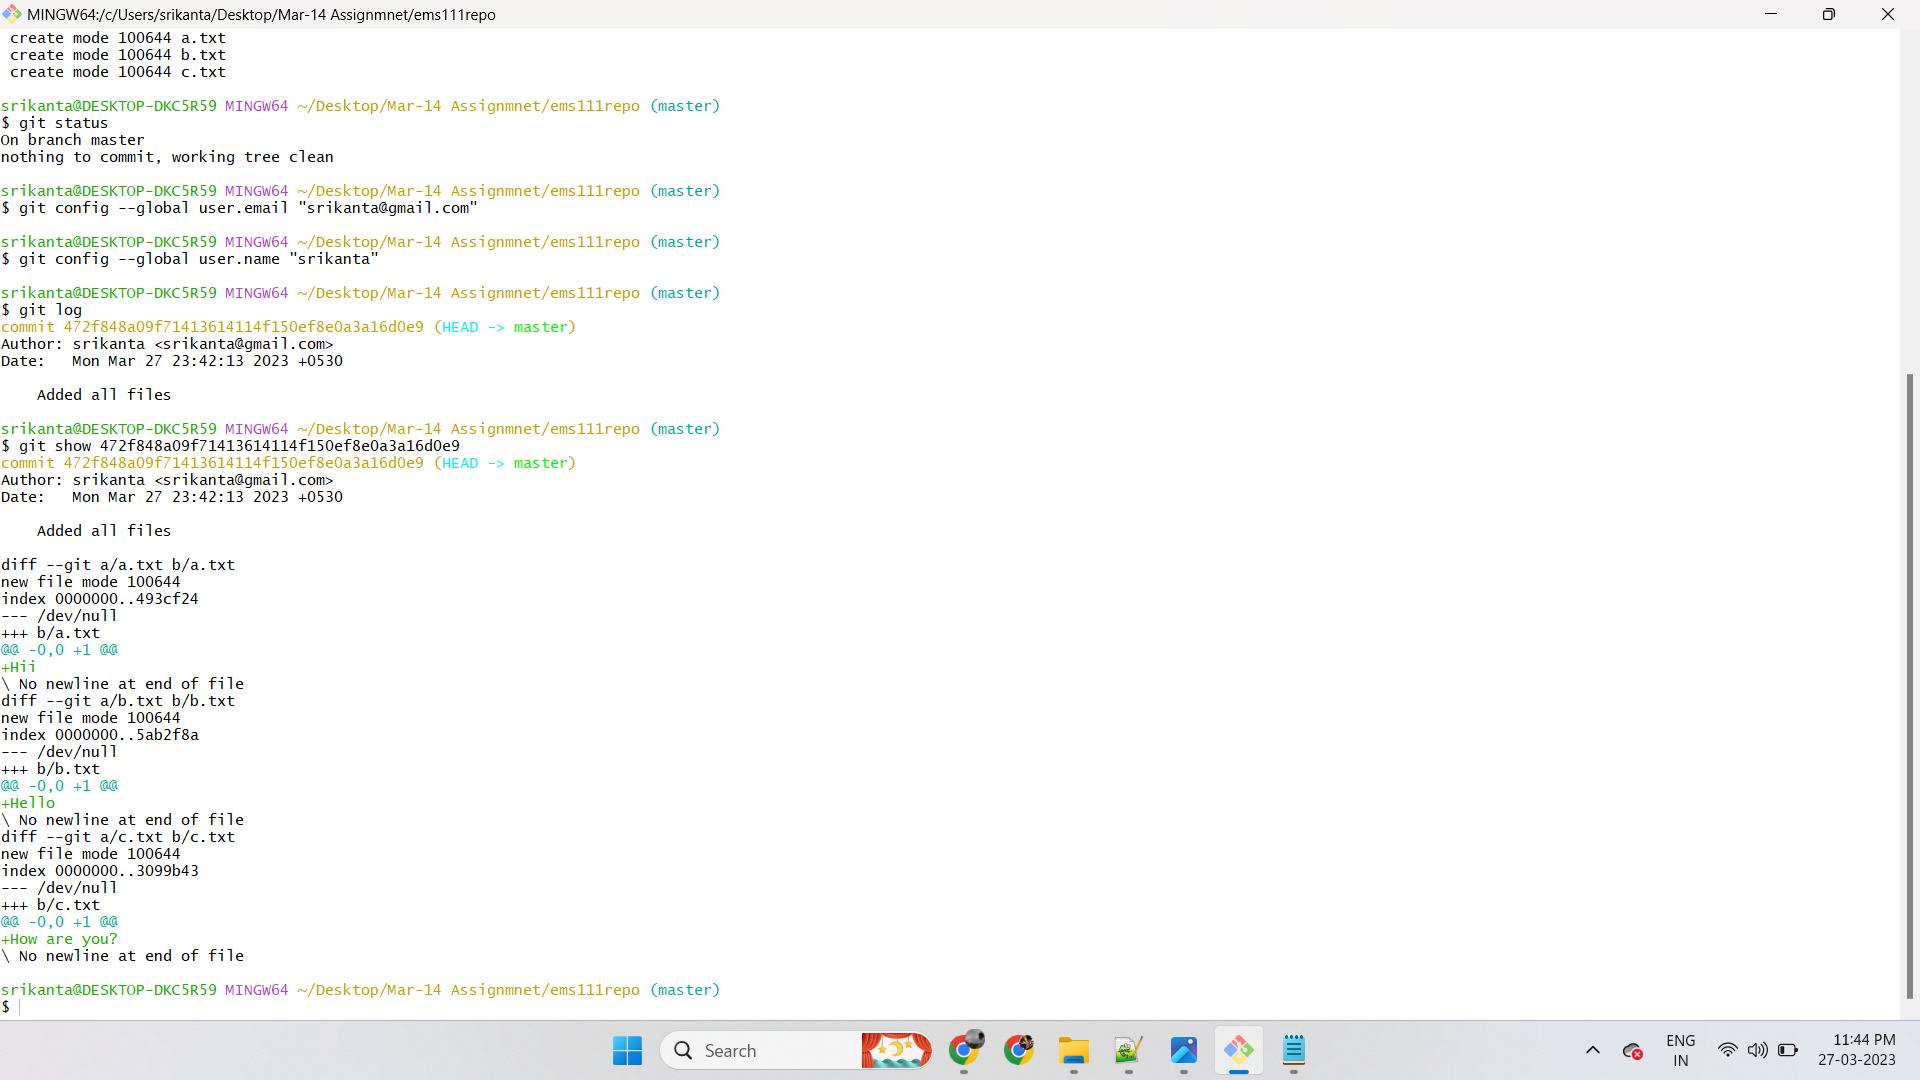 MINGW64:/c/Users/srikanta/Desktop/Mar-14 Assignmnet/ems111repo
 create mode 100644 a.txt
 create mode 100644 b.txt
 create mode 100644 c.txt
srikanta@DESKTOP-DKC5R59 MINGW64 ~/Desktop/Mar-14 Assignmnet/ems111repo (master)
$ git status
On branch master
nothing to commit, working tree clean
srikanta@DESKTOP-DKC5R59 MINGW64 ~/Desktop/Mar-14 Assignmnet/ems111repo (master)
$ git config --global user.email "srikanta@gmail.com"
srikanta@DESKTOP-DKC5R59 MINGW64 ~/Desktop/Mar-14 Assignmnet/ems111repo (master)
$ git config --global user.name "srikanta"
srikanta@DESKTOP-DKC5R59 MINGW64 ~/Desktop/Mar-14 Assignmnet/ems111repo (master)
$ git log
commit 472f848a09f71413614114f150ef8e0a3a16d0e9 (HEAD -> master)
Author: srikanta <srikanta@gmail.com>
Date:   Mon Mar 27 23:42:13 2023 +0530
    Added all files
srikanta@DESKTOP-DKC5R59 MINGW64 ~/Desktop/Mar-14 Assignmnet/ems111repo (master)
$ git show 472f848a09f71413614114f150ef8e0a3a16d0e9
commit 472f848a09f71413614114f150ef8e0a3a16d0e9 (HEAD -> master)
Author: srikanta <srikanta@gmail.com>
Date:   Mon Mar 27 23:42:13 2023 +0530
    Added all files
diff --git a/a.txt b/a.txt
new file mode 100644
index 0000000..493cf24
--- /dev/null
+++ b/a.txt
@@ -0,0 +1 @@
+Hii
\ No newline at end of file
diff --git a/b.txt b/b.txt
new file mode 100644
index 0000000..5ab2f8a
--- /dev/null
+++ b/b.txt
@@ -0,0 +1 @@
+Hello
\ No newline at end of file
diff --git a/c.txt b/c.txt
new file mode 100644
index 0000000..3099b43
--- /dev/null
+++ b/c.txt
@@ -0,0 +1 @@
+How are you?
\ No newline at end of file
srikanta@DESKTOP-DKC5R59 MINGW64 ~/Desktop/Mar-14 Assignmnet/ems111repo (master)
$
Search
ENG
IN
11:44 PM
27-03-2023